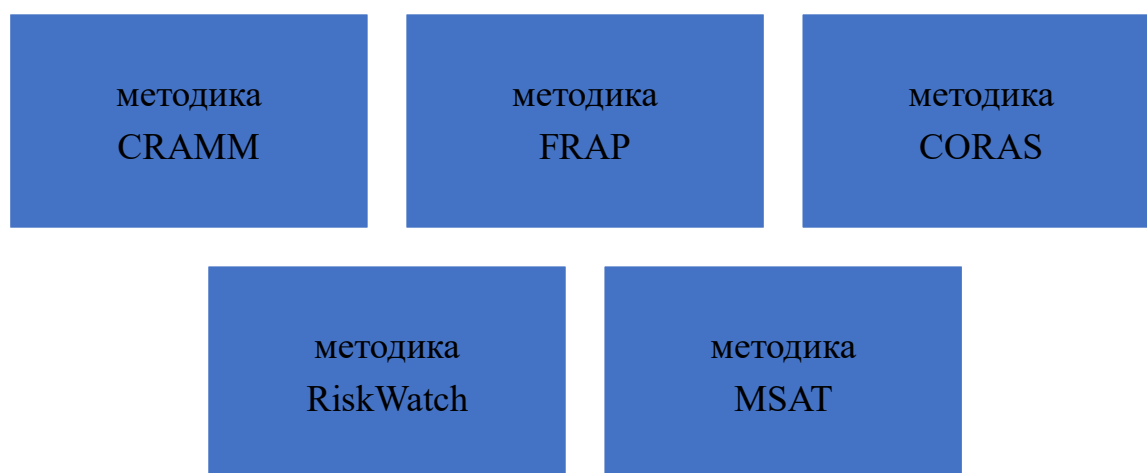 методика
CRAMM
методика
FRAP
методика
CORAS
методика
RiskWatch
методика
MSAT